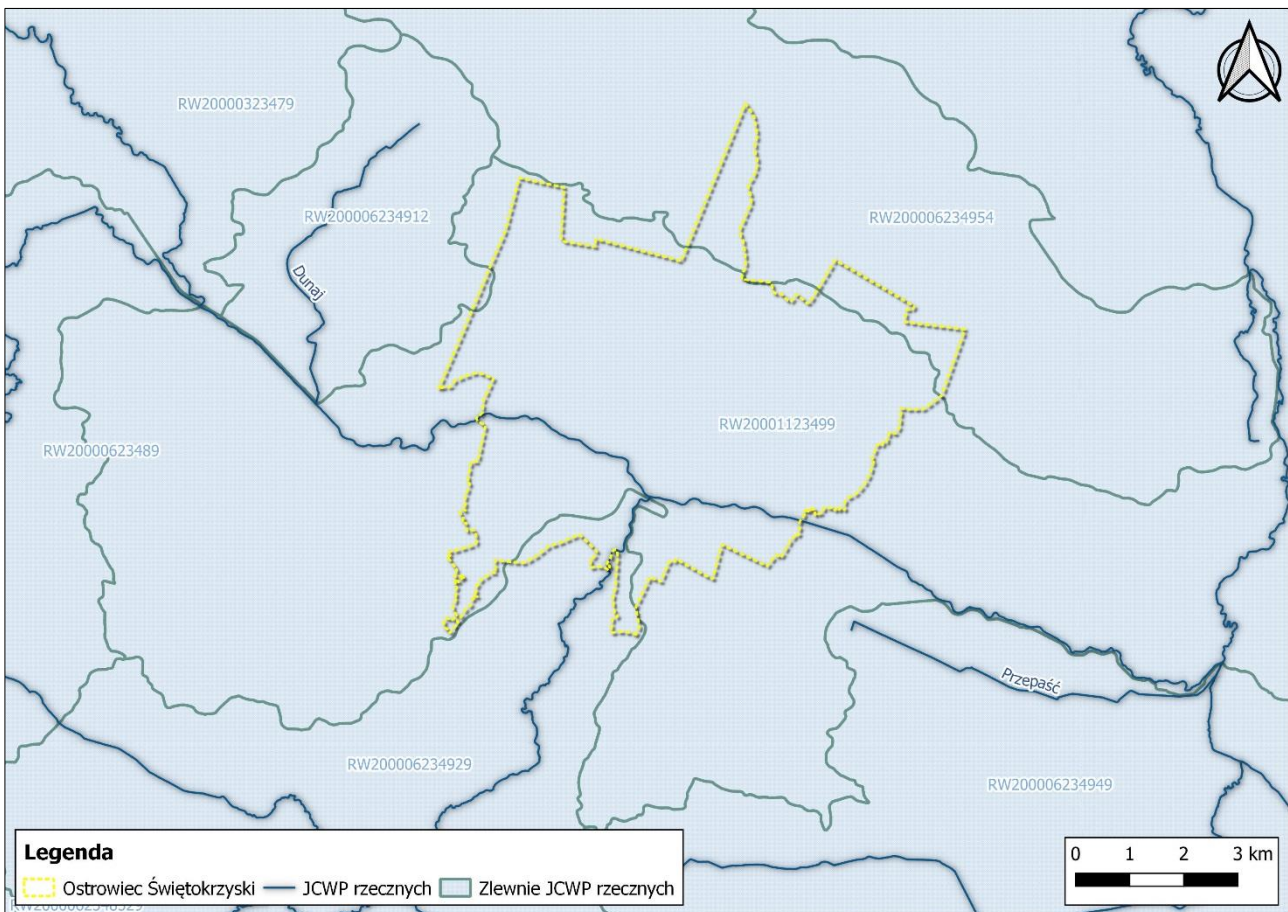 RW20000323479
RW200006234912
RW200006234954
Dunaj
RW20001123499
RW20000623489
Przepaść
RW200006234929
RW200006234949
Legenda
Ostrowiec Świętokrzyski JCWP rzecznych Zlewnie JCWP rzecznych
0 1 2 3 km